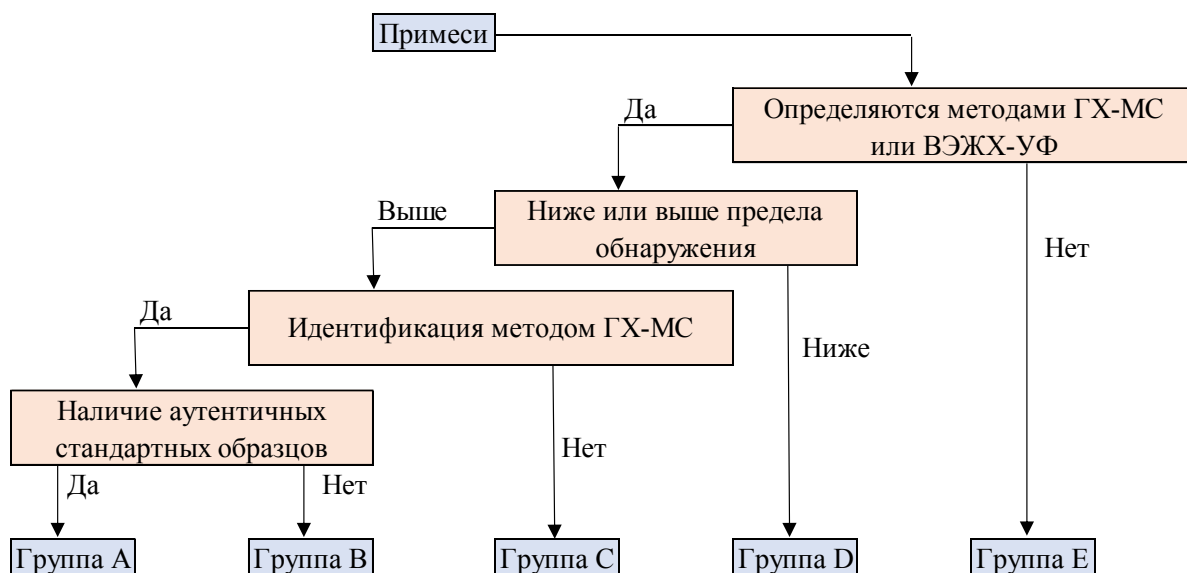 Примеси
Да
Определяются методами ГХ-МС
или ВЭЖХ-УФ
Выше
Ниже или выше предела
обнаружения
Нет
Да
Идентификация методом ГХ-МС
Ниже
Наличие аутентичных
стандартных образцов
Нет
Да
Нет
Группа A
Группа B
Группа C
Группа D
Группа E